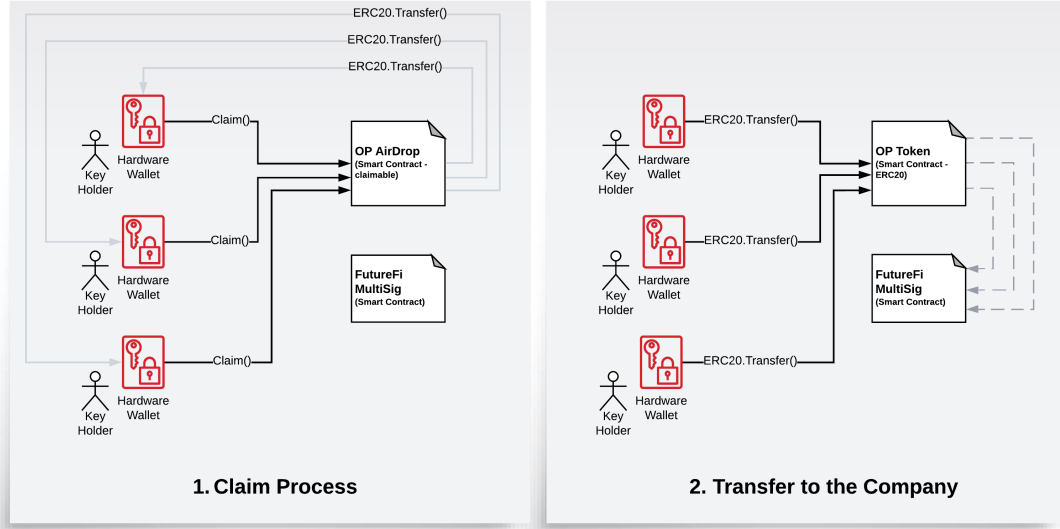 ERC20.Transfer()
ERC20.Transfer()
ERC20.Transfer()
Claim()
Key
Holder
Hardware
Wallet
OP AirDrop
(Smart Contract -
claimable)
Claim()
Key
Holder
Hardware
Wallet
FutureFi
MultiSig
(Smart Contract)
Claim()
Key
Holder
Hardware
Wallet
1. Claim Process
ERC20.Transfer()
Key
Holder
Hardware
Wallet
OP Token
(Smart Contract -
ERC20)
ERC20.Transfer()
Key
Holder
Hardware
Wallet
FutureFi
MultiSig
(Smart Contract)
ERC20.Transfer()
Key
Holder
Hardware
Wallet
2. Transfer to the Company